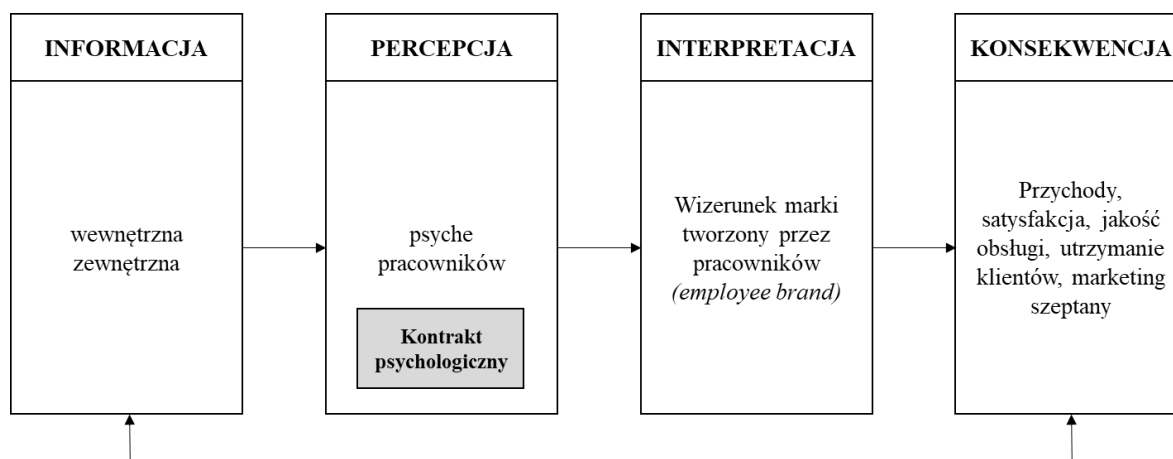 INFORMACJA
wewnętrzna
zewnętrzna
PERCEPCJA
psyche
pracowników
Kontrakt
psychologiczny
INTERPRETACJA
Wizerunek marki
tworzony przez
pracowników
(employee brand)
KONSEKWENCJA
Przychody,
satysfakcja, jakość
obsługi, utrzymanie
klientów, marketing
szeptany